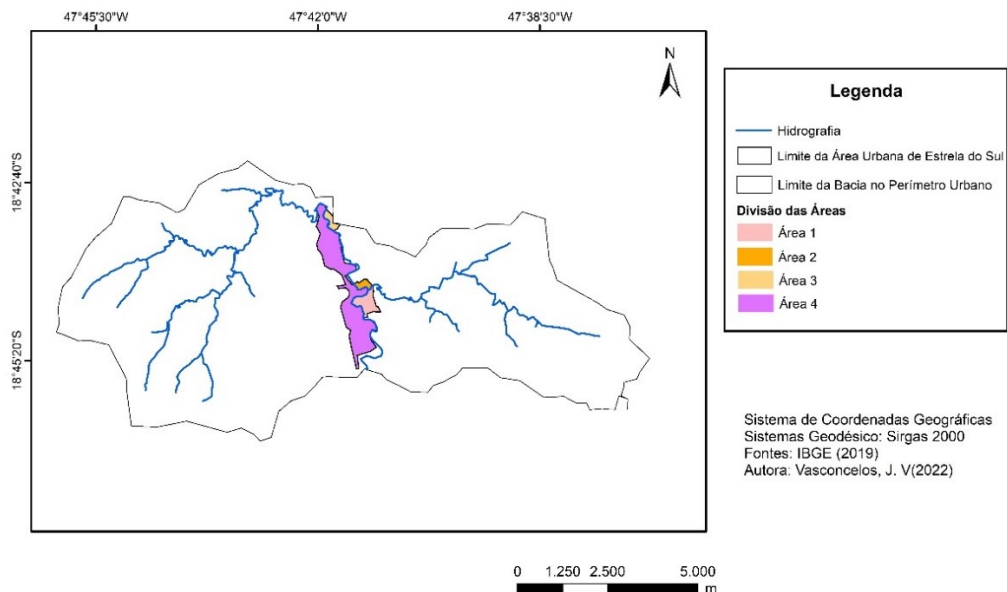 47°45'30"W
47°42'0"W
47°38'30"W
N
18°42'40"S
18°45'20"S
Legenda
Hidrografia
Limite da Área Urbana de Estrela do Sul
Limite da Bacia no Perímetro Urbano
Divisão das Áreas
Área 1
Área 2
Área 3
Área 4
Sistema de Coordenadas Geográficas
Sistemas Geodésico: Sirgas 2000
Fontes: IBGE (2019)
Autora: Vasconcelos, J. V(2022)
0 1.250 2.500 5.000
m